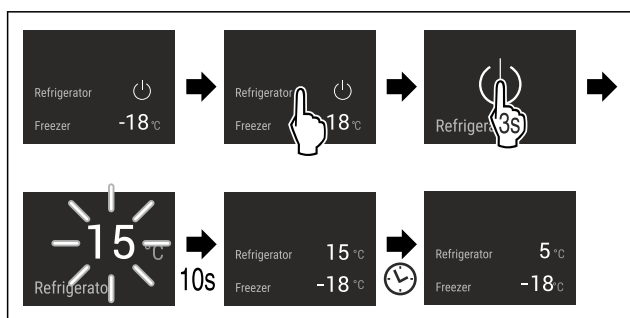 Refrigerator
Freezer -18 °C
Refrigerator
Freezer 18 °C
Refrigera 3s
15 °C
Refrigerato
10s
Refrigerator 15 °C
Freezer -18 °C
Refrigerator 5 °C
Freezer -18°C